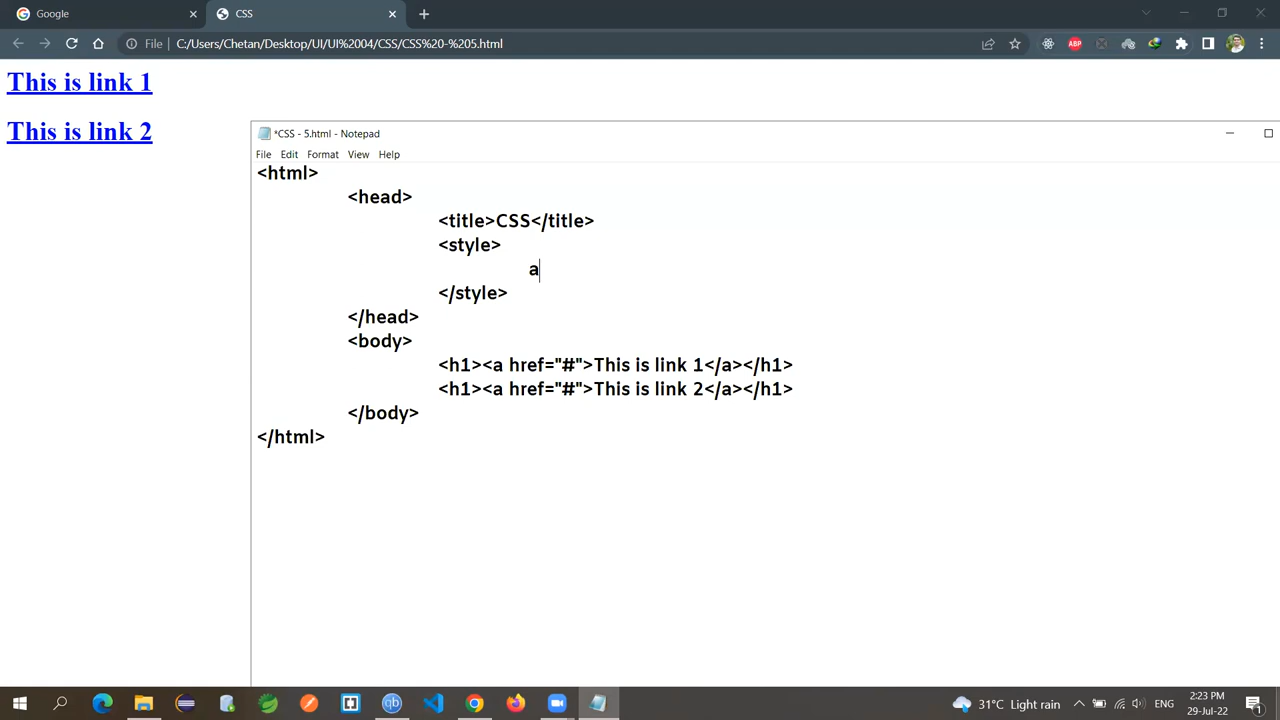 Google
CSS
File
C:/Users/Chetan/Desktop/UI/UI%2004/CSS/CSS%20-%205.html
ABP
This is link 1
This is link 2
*CSS - 5.html - Notepad
File Edit Format View Help
<html>
<head>
<title>CSS</title>
<style>
a
</style>
</head>
<body>
<h1><a href="#">This is link 1</a></h1>
<h1><a href="#">This is link 2</a></h1>
</body>
</html>
qb
31°C Light rain
ENG
2:23 PM
29-Jul-22
1